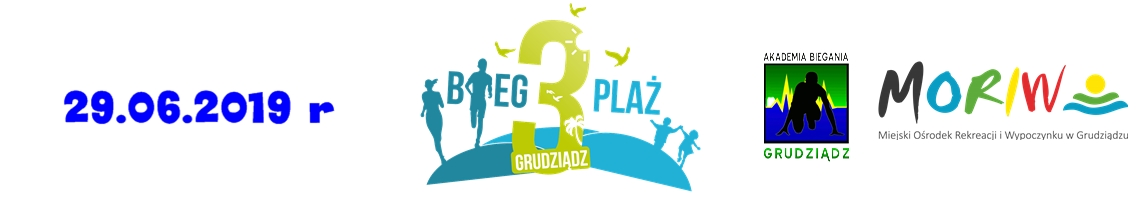 29.06.2019 r
BIEG 3 PLAŻ
GRUDZIĄDZ
AKADEMIA BIEGANIA
GRUDZIĄDZ
MORIW
Miejski Ośrodek Rekreacji i Wypoczynku w Grudziądzu